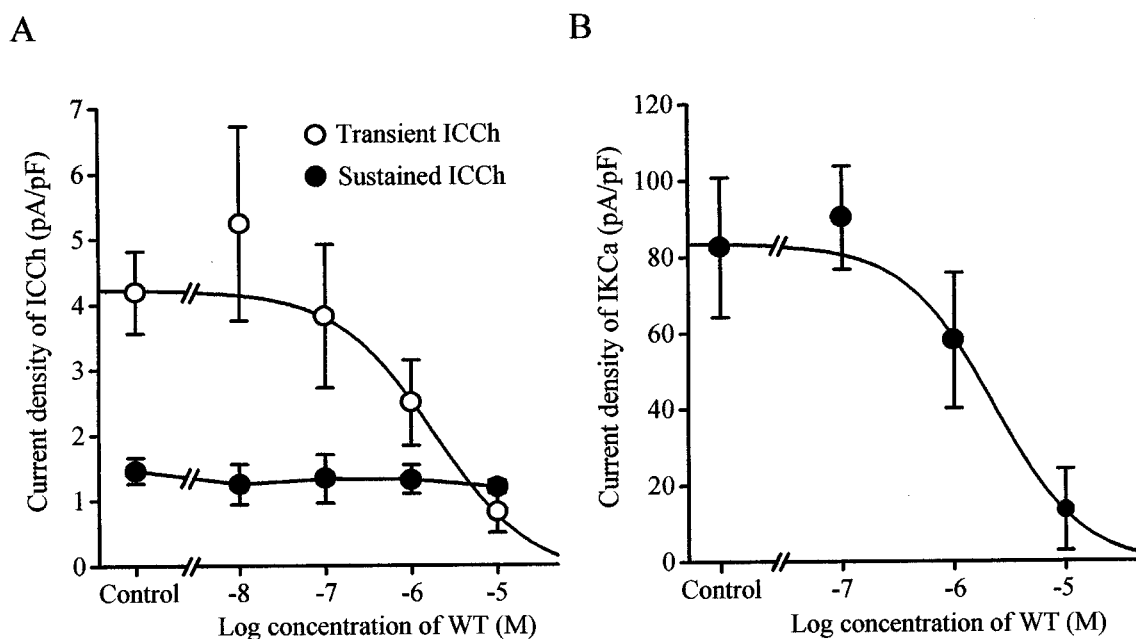 A
Current density of ICCh (pA/pF)
7
6
5
4
3
2
1
0
Transient ICCh
Sustained ICCh
Control
-8
-7
-6
-5
Log concentration of WT (M)
B
Current density of IKCa (pA/pF)
120
100
80
60
40
20
0
Control
-7
-6
-5
Log concentration of WT (M)